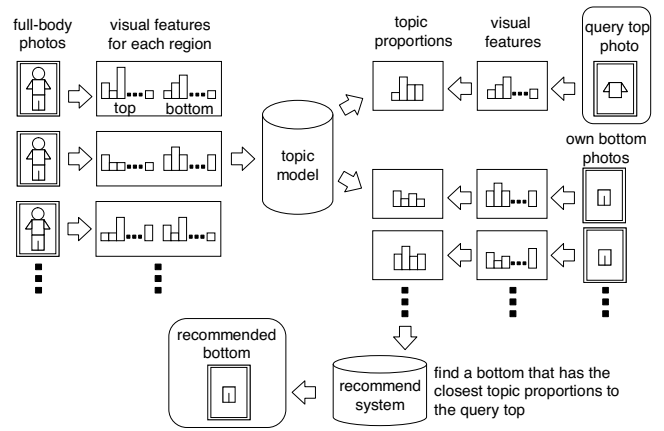 full-body
photos
visual features
for each region
topic
proportions
visual
features
query top
photo
top
bottom
topic
model
own bottom
photos
recommended
bottom
recommend
system
find a bottom that has the
closest topic proportions to
the query top